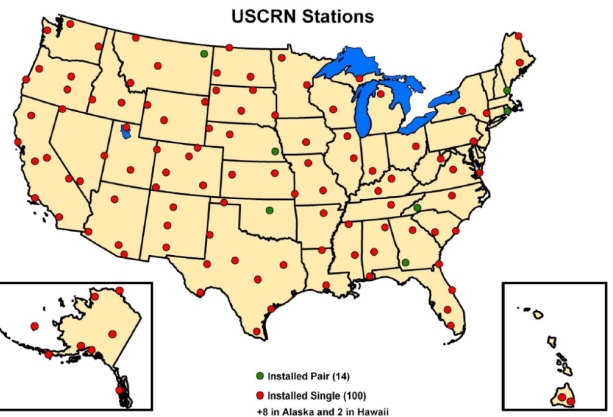 USCRN Stations
Installed Pair (14)
Installed Single (100)
+8 in Alaska and 2 in Hawaii